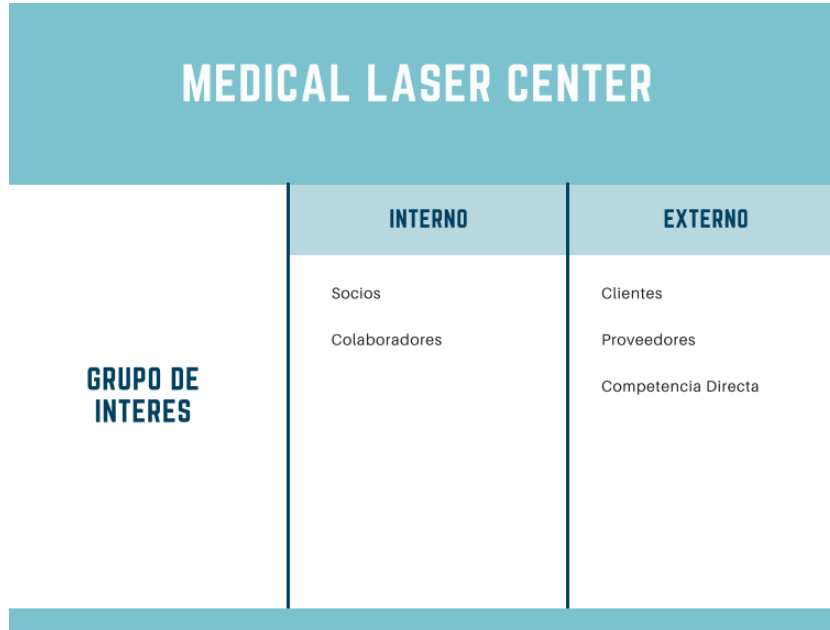 MEDICAL LASER CENTER
INTERNO
EXTERNO
GRUPO DE
INTERES
Socios
Colaboradores
Clientes
Proveedores
Competencia Directa